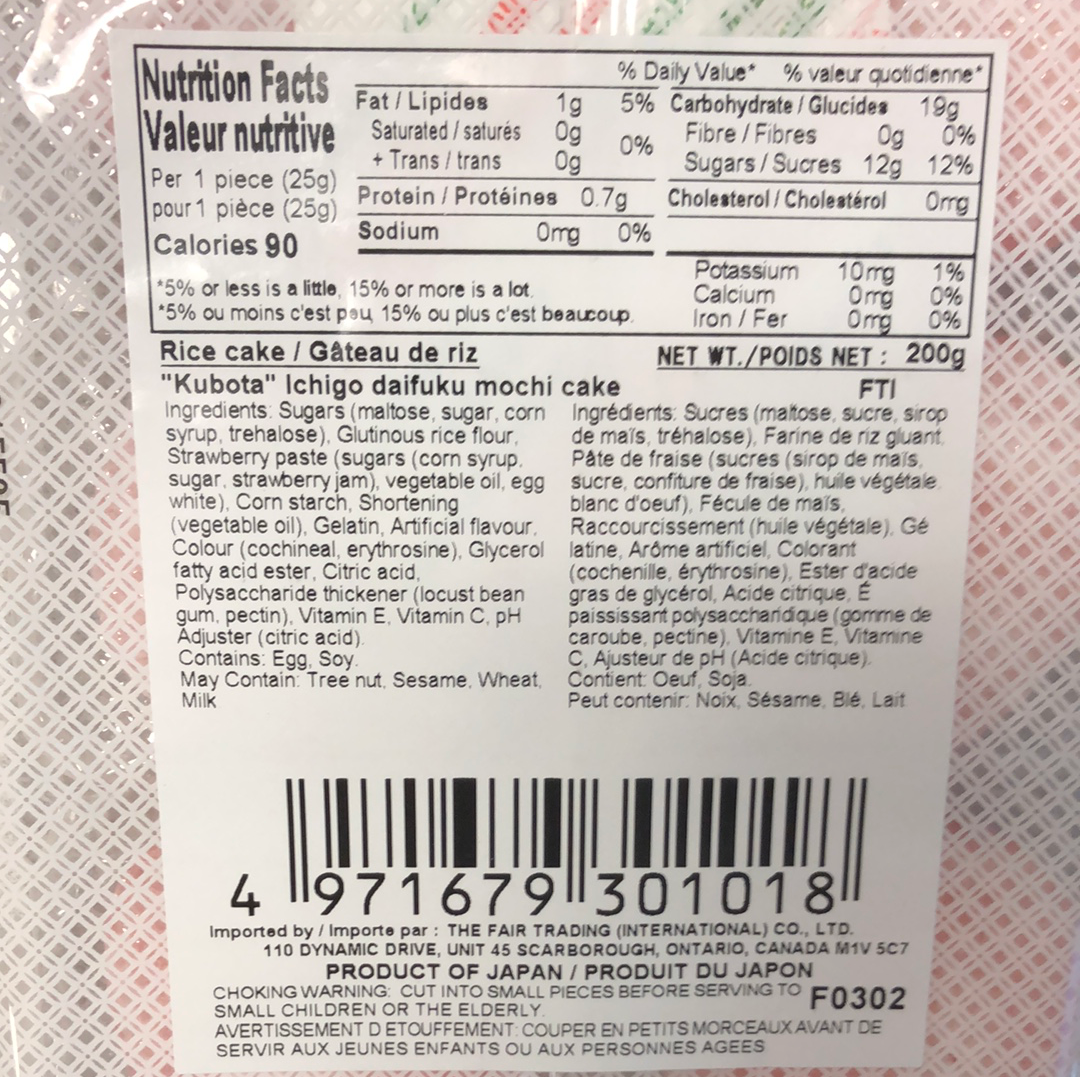 Nutrition Facts
Valeur nutritive
Per 1 piece (25g)
pour 1 pièce (25g)
Calories 90
% Daily Value* % valeur quotidienne*
Fat / Lipides 1g 5%
Saturated / saturés 0g
+ Trans / trans 0g 0%
Protein / Protéines 0.7g
Sodium 0mg 0%
Carbohydrate / Glucides 19g
Fibre / Fibres 0g 0%
Sugars / Sucres 12g 12%
Cholesterol / Cholestérol 0mg
Potassium 10mg 1%
Calcium 0mg 0%
Iron / Fer 0mg 0%
*5% or less is a little, 15% or more is a lot.
*5% ou moins c'est peu, 15% ou plus c'est beaucoup.
Rice cake / Gâteau de riz
NET WT./POIDS NET : 200g
"Kubota" Ichigo daifuku mochi cake
FTI
Ingredients: Sugars (maltose, sugar, corn
syrup, trehalose), Glutinous rice flour,
Strawberry paste (sugars (corn syrup,
sugar, strawberry jam), vegetable oil, egg
white), Corn starch, Shortening
(vegetable oil), Gelatin, Artificial flavour,
Colour (cochineal, erythrosine), Glycerol
fatty acid ester, Citric acid,
Polysaccharide thickener (locust bean
gum, pectin), Vitamin E, Vitamin C, pH
Adjuster (citric acid).
Contains: Egg, Soy.
May Contain: Tree nut, Sesame, Wheat,
Milk
Ingrédients: Sucres (maltose, sucre, sirop
de maïs, tréhalose), Farine de riz gluant,
Pâte de fraise (sucres (sirop de maïs,
sucre, confiture de fraise), huile végétale,
blanc d'oeuf), Fécule de maïs,
Raccourcissement (huile végétale), Gé
latine, Arôme artificiel, Colorant
(cochenille, érythrosine), Ester d'acide
gras de glycérol, Acide citrique, É
paississant polysaccharidique (gomme de
caroube, pectine), Vitamine E, Vitamine
C, Ajusteur de pH (Acide citrique).
Contient: Oeuf, Soja.
Peut contenir: Noix, Sésame, Blé, Lait
4 971679 301018
Imported by / Importe par : THE FAIR TRADING (INTERNATIONAL) CO., LTD.
110 DYNAMIC DRIVE, UNIT 45 SCARBOROUGH, ONTARIO, CANADA M1V 5C7
PRODUCT OF JAPAN / PRODUIT DU JAPON
CHOKING WARNING: CUT INTO SMALL PIECES BEFORE SERVING TO
SMALL CHILDREN OR THE ELDERLY.
F0302
AVERTISSEMENT D ETOUFFEMENT: COUPER EN PETITS MORCEAUX AVANT DE
SERVIR AUX JEUNES ENFANTS OU AUX PERSONNES AGEES